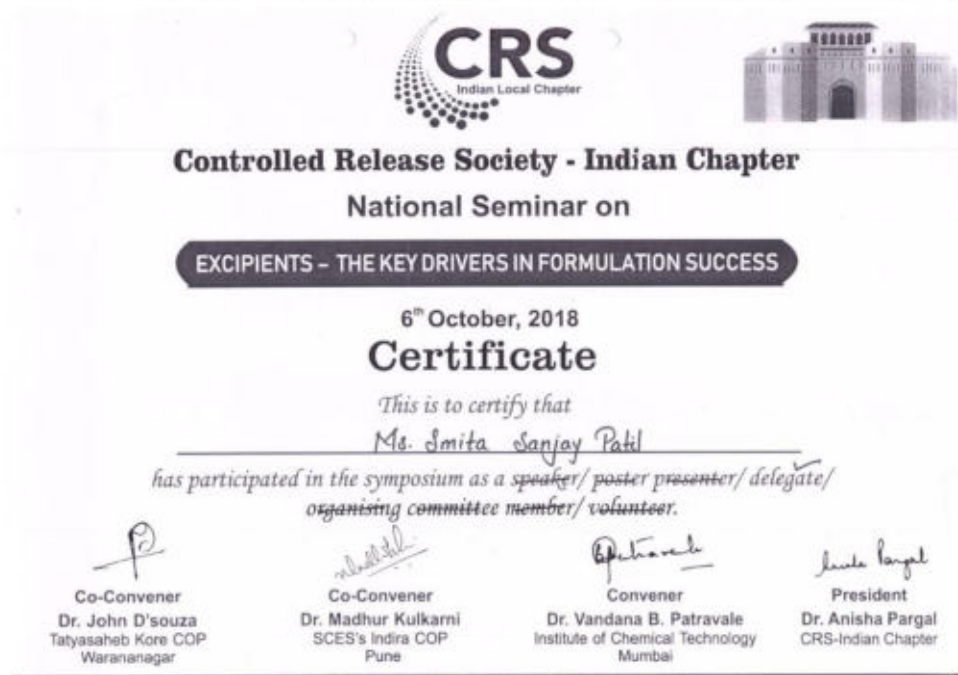 CRS
Indian Local Chapter
Controlled Release Society - Indian Chapter
National Seminar on
EXCIPIENTS – THE KEY DRIVERS IN FORMULATION SUCCESS
6th October, 2018
Certificate
This is to certify that
Ms. Smita Sanjay Patil
has participated in the symposium as a speaker/ poster presenter/ delegate/
organising committee member/ volunteer.
Co-Convener
Dr. John D'souza
Tatyasaheb Kore COP
Warananagar
Co-Convener
Dr. Madhur Kulkarni
SCES's Indira COP
Pune
Convener
Dr. Vandana B. Patravale
Institute of Chemical Technology
Mumbai
President
Dr. Anisha Pargal
CRS-Indian Chapter